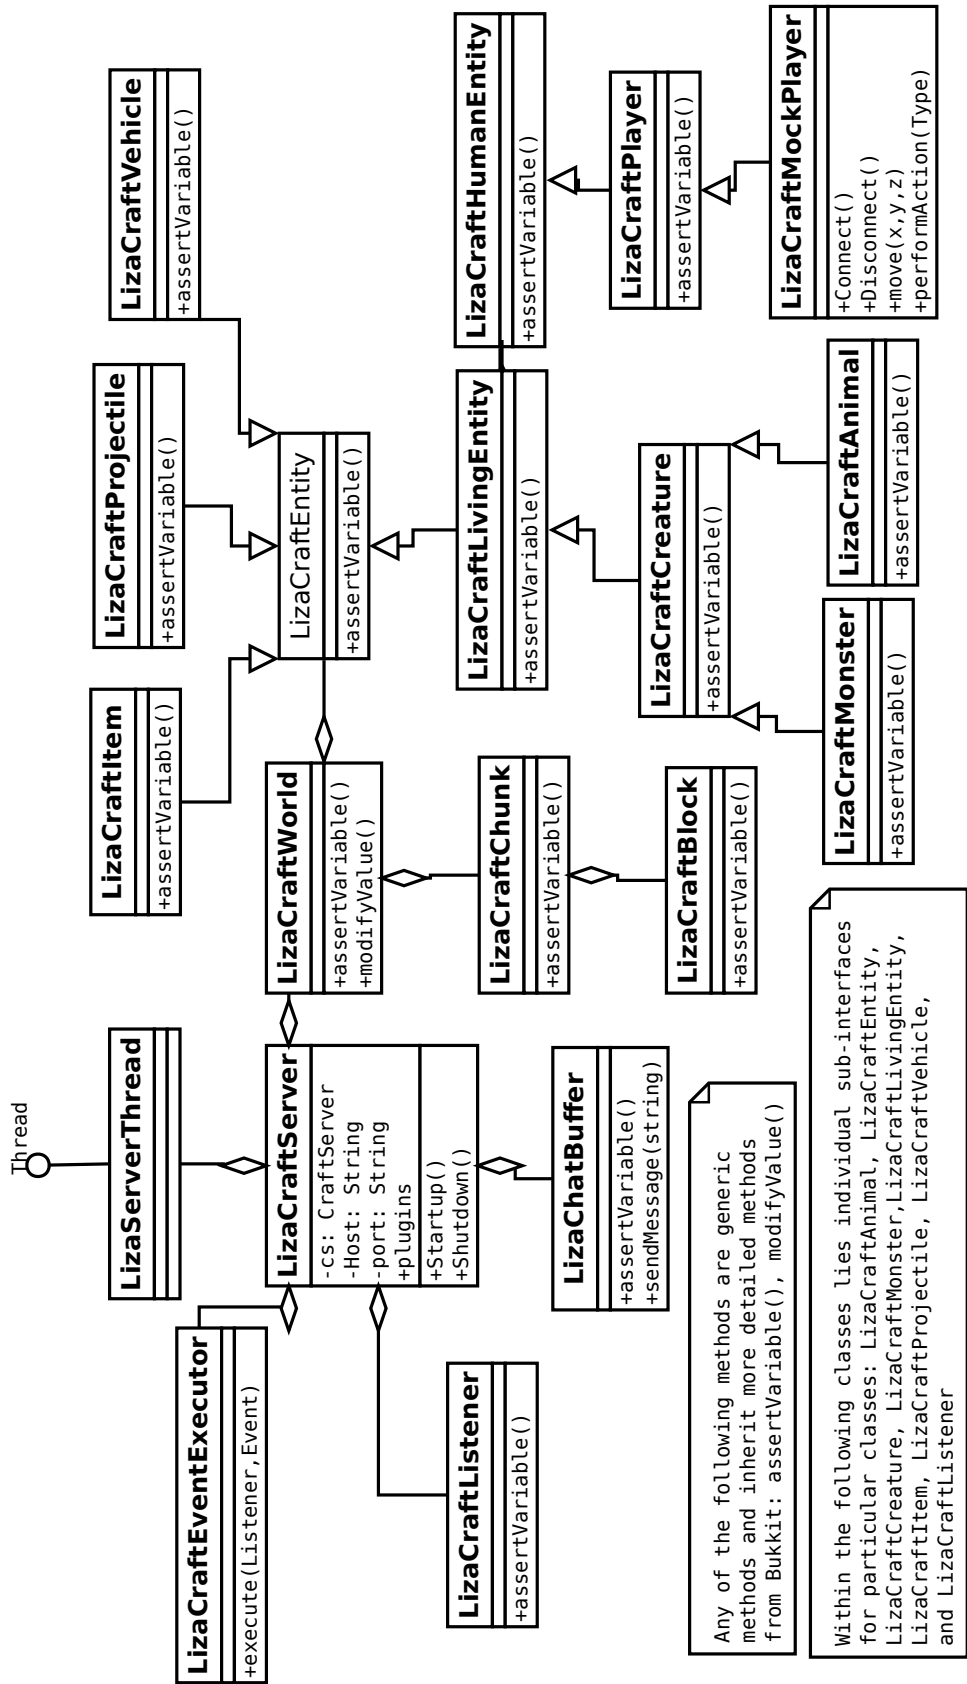 Thread
LizaServerThread
LizaCraftEventExecutor
+execute(Listener,Event)
LizaCraftListener
+assertVariable()
LizaCraftServer
-cs: CraftServer
-Host: String
-port: String
+plugins
+Startup()
+Shutdown()
LizaChatBuffer
+assertVariable()
+sendMessage(string)
LizaCraftWorld
+assertVariable()
+modifyValue()
LizaCraftChunk
+assertVariable()
LizaCraftBlock
+assertVariable()
LizaCraftItem
+assertVariable()
LizaCraftProjectile
+assertVariable()
LizaCraftVehicle
+assertVariable()
LizaCraftEntity
+assertVariable()
LizaCraftLivingEntity
+assertVariable()
LizaCraftHumanEntity
+assertVariable()
LizaCraftCreature
+assertVariable()
LizaCraftPlayer
+assertVariable()
LizaCraftMonster
+assertVariable()
LizaCraftAnimal
+assertVariable()
LizaCraftMockPlayer
+Connect()
+Disconnect()
+move(x,y,z)
+performAction(Type)
Any of the following methods are generic
methods and inherit more detailed methods
from Bukkit: assertVariable(), modifyValue()
Within the following classes lies individual sub-interfaces
for particular classes: LizaCraftAnimal, LizaCraftEntity,
LizaCraftCreature, LizaCraftMonster,LizaCraftLivingEntity,
LizaCraftItem, LizaCraftProjectile, LizaCraftVehicle,
and LizaCraftListener